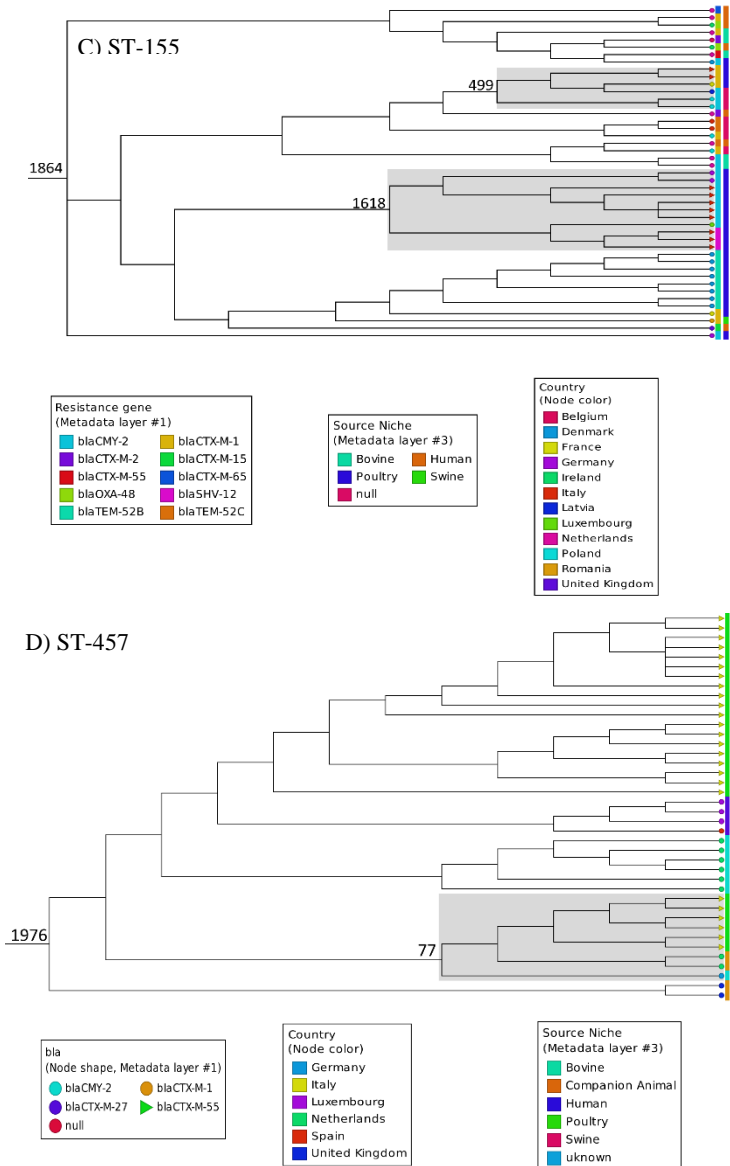 C) ST-155
499
1864
1618
Resistance gene
(Metadata layer #1)
blaCMY-2
blaCTX-M-1
blaCTX-M-2
blaCTX-M-15
blaCTX-M-55
blaCTX-M-65
blaOXA-48
blaSHV-12
blaTEM-52B
blaTEM-52C
Source Niche
(Metadata layer #3)
Bovine
Human
Poultry
Swine
null
Country
(Node color)
Belgium
Denmark
France
Germany
Ireland
Italy
Latvia
Luxembourg
Netherlands
Poland
Romania
United Kingdom
D) ST-457
1976
77
bla
(Node shape, Metadata layer #1)
blaCMY-2
blaCTX-M-1
blaCTX-M-27
blaCTX-M-55
null
Country
(Node color)
Germany
Italy
Luxembourg
Netherlands
Spain
United Kingdom
Source Niche
(Metadata layer #3)
Bovine
Companion Animal
Human
Poultry
Swine
uknown